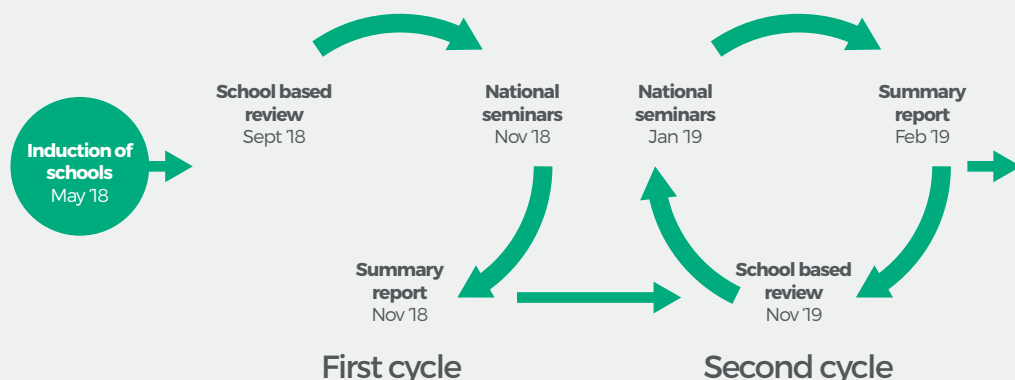 Induction of
schools
May '18
School based
review
Sept '18
National
seminars
Nov '18
Summary
report
Nov '18
First cycle
National
seminars
Jan '19
Summary
report
Feb '19
School based
review
Nov '19
Second cycle